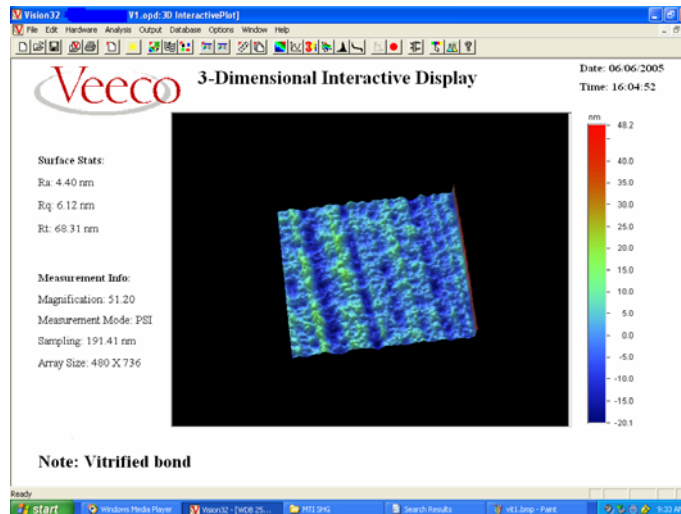 Vision32 V1.opd:3D InteractivePlot]
File Edit Hardware Analysis Output Database Options Window Help
Veeco
3-Dimensional Interactive Display
Date: 06/06/2005
Time: 16:04:52
Surface Stats:
Ra: 4.40 nm
Rq: 6.12 nm
Rt: 68.31 nm
Measurement Info:
Magnification: 51.20
Measurement Mode: PSI
Sampling: 191.41 nm
Array Size: 480 X 736
nm
48.2
40.0
35.0
30.0
25.0
20.0
15.0
10.0
5.0
0.0
-5.0
-10.0
-15.0
-20.1
Note: Vitrified bond
Ready
start Windows Media Player Vision32 - [WDB 25... MTI SHG Search Results vit1.bmp - Paint 9:33 AM